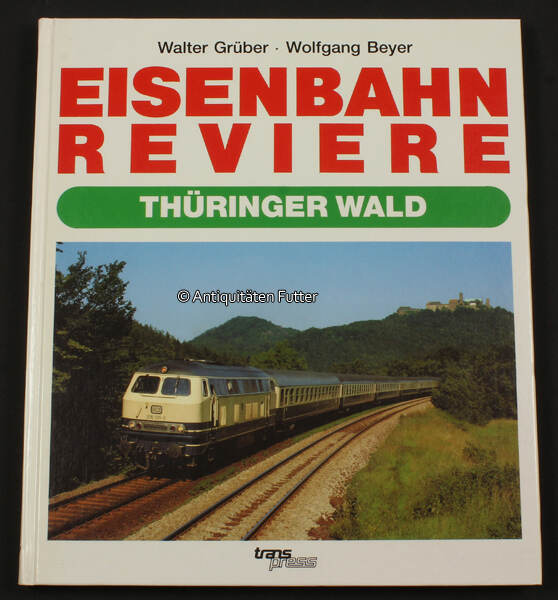 Walter Grüber · Wolfgang Beyer
EISENBAHN
REVIERE
THÜRINGER WALD
© Antiquitäten Futter
trans
press